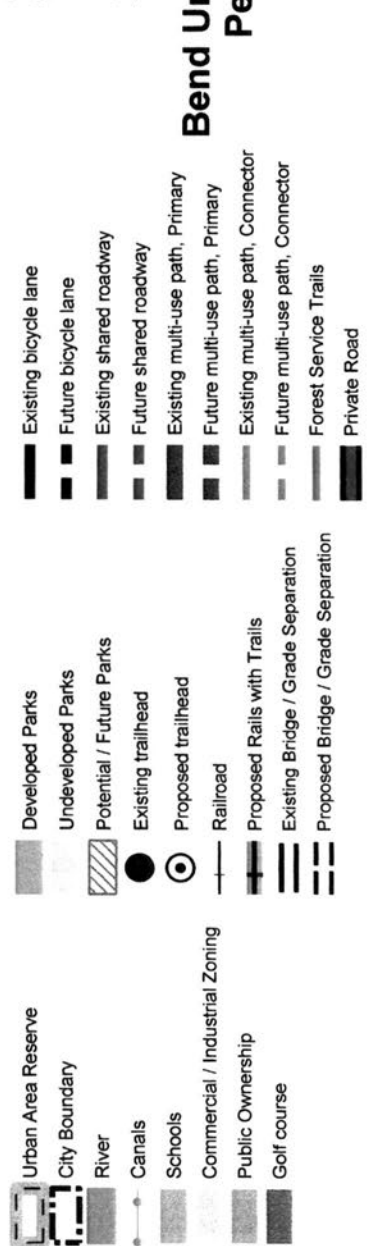 Urban Area Reserve
City Boundary
River
Canals
Schools
Commercial / Industrial Zoning
Public Ownership
Golf course
Developed Parks
Undeveloped Parks
Potential / Future Parks
Existing trailhead
Proposed trailhead
Railroad
Proposed Rails with Trails
Existing Bridge / Grade Separation
Proposed Bridge / Grade Separation
Existing bicycle lane
Future bicycle lane
Existing shared roadway
Future shared roadway
Existing multi-use path, Primary
Future multi-use path, Primary
Existing multi-use path, Connector
Future multi-use path, Connector
Forest Service Trails
Private Road
Bend Ur
Pe